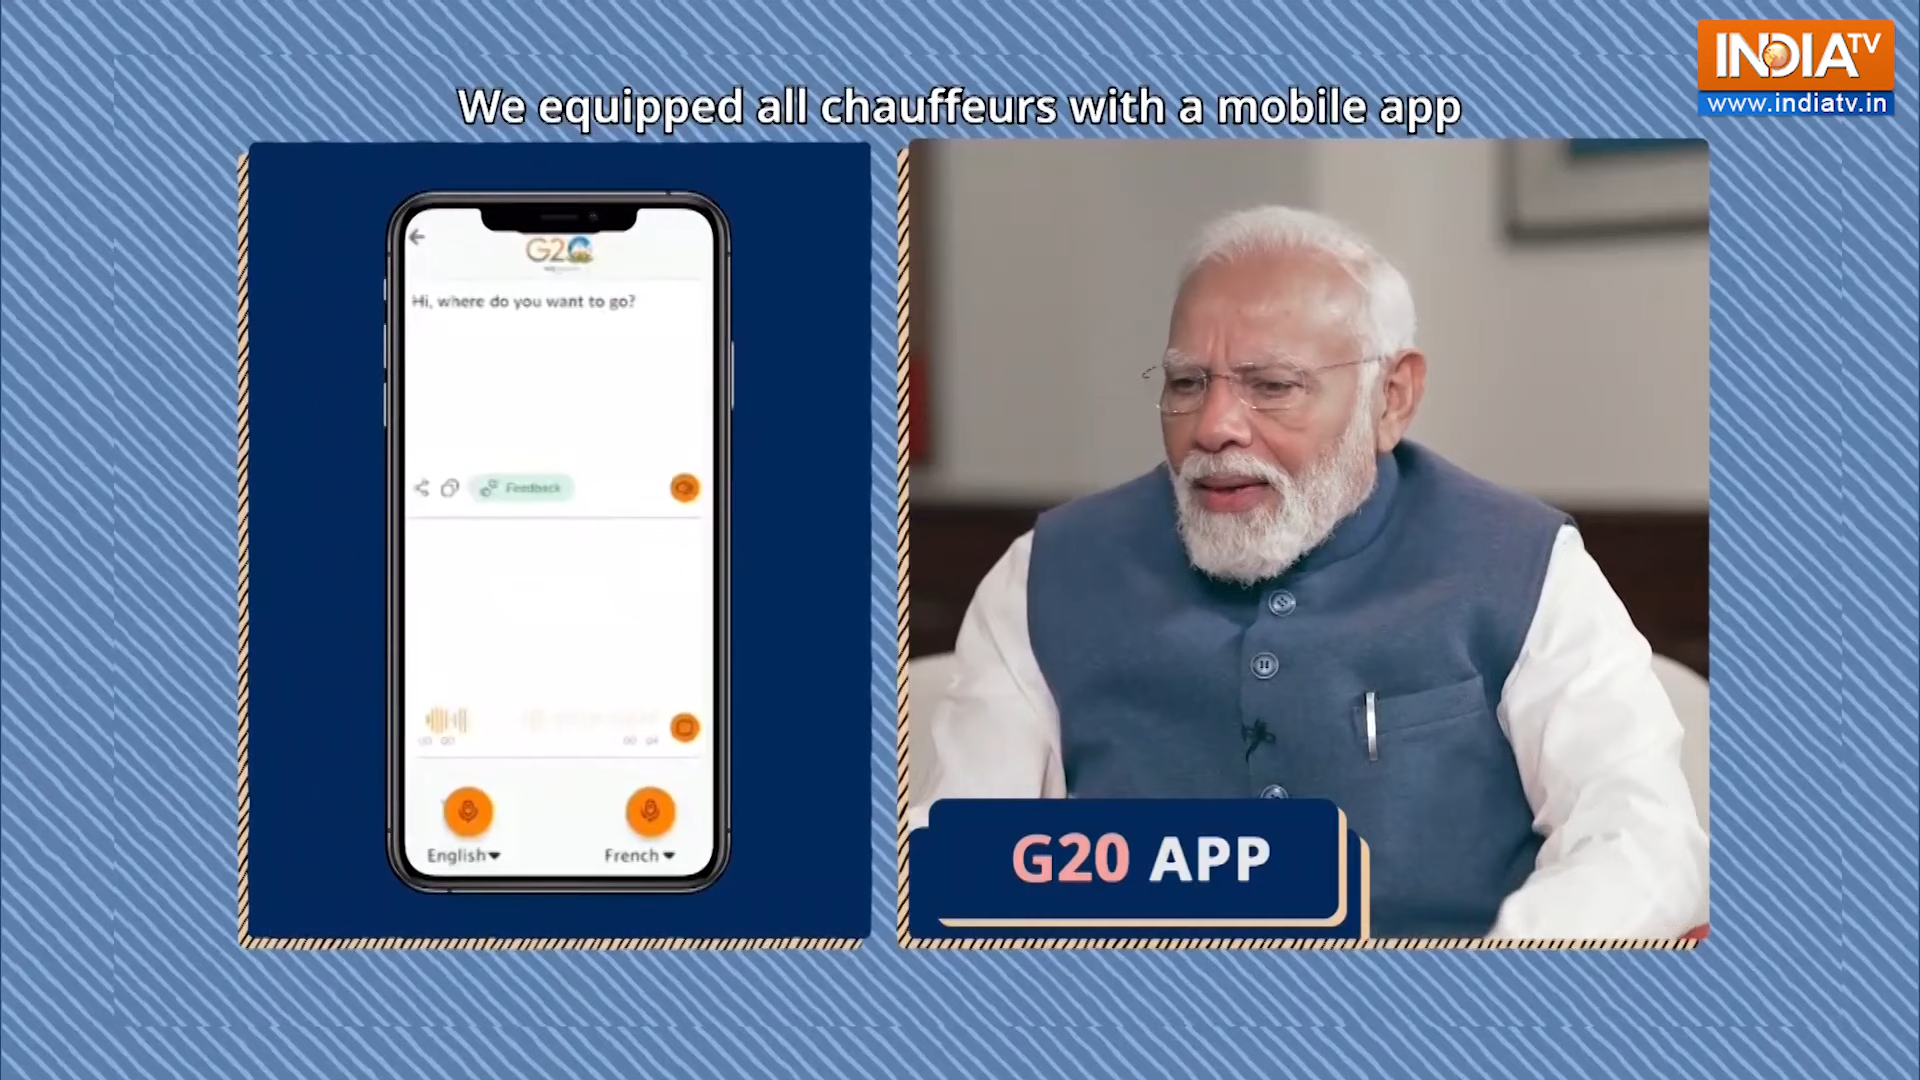 INDIA TV
www.indiatv.in
We equipped all chauffeurs with a mobile app
G20
Hi, where do you want to go?
Feedback
English
French
G20 APP